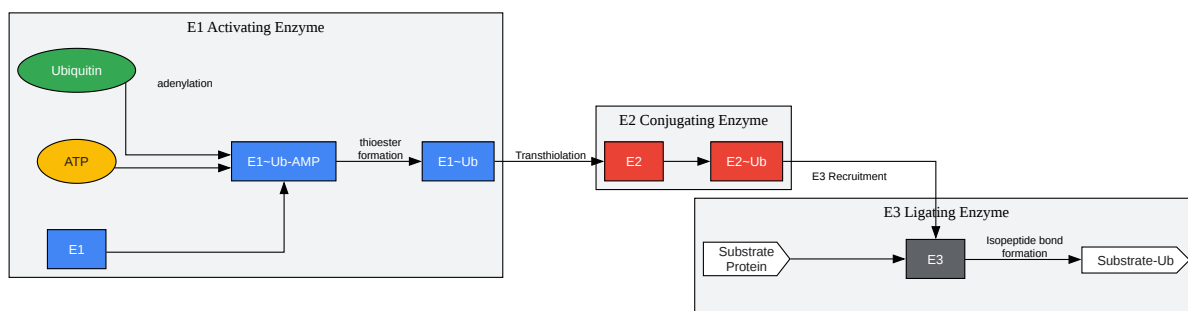 E1 Activating Enzyme
Ubiquitin
adenylation
ATP
E1~Ub-AMP
thioester
formation
E1~Ub
E1
Transthiolation
E2 Conjugating Enzyme
E2
E2~Ub
E3 Recruitment
E3 Ligating Enzyme
Substrate
Protein
E3
Isopeptide bond
formation
Substrate-Ub